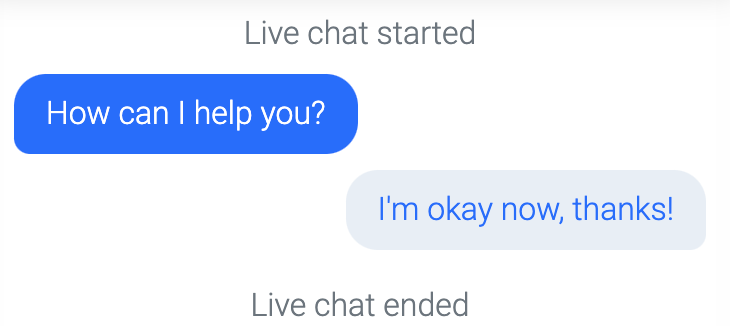 Live chat started
How can I help you?
I'm okay now, thanks!
Live chat ended